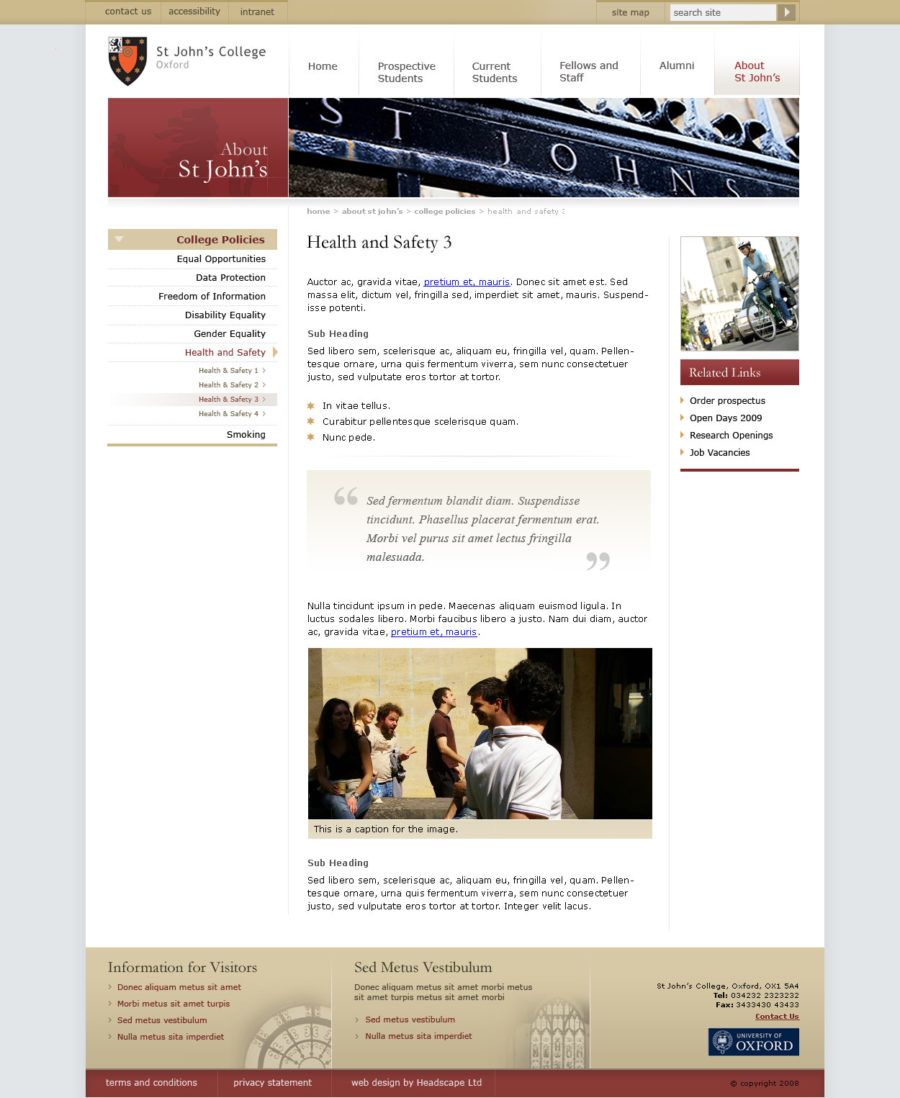 contact us
accessibility
intranet
site map
search site
St John's College
Oxford
Home
Prospective
Students
Current
Students
Fellows and
Staff
Alumni
About
St John's
About
St John's
ST JOHNS
home > about st john's > college policies > health and safety 3
College Policies
Equal Opportunities
Data Protection
Freedom of Information
Disability Equality
Gender Equality
Health and Safety
Health & Safety 1 >
Health & Safety 2 >
Health & Safety 3 >
Health & Safety 4 >
Smoking
Health and Safety 3
Auctor ac, gravida vitae, pretium et, mauris. Donec sit amet est. Sed
massa elit, dictum vel, fringilla sed, imperdiet sit amet, mauris. Suspend-
isse potenti.
Sub Heading
Sed libero sem, scelerisque ac, aliquam eu, fringilla vel, quam. Pellen-
tesque ornare, urna quis fermentum viverra, sem nunc consectetuer
justo, sed vulputate eros tortor at tortor.
In vitae tellus.
Curabitur pellentesque scelerisque quam.
Nunc pede.
“ Sed fermentum blandit diam. Suspendisse
tincidunt. Phasellus placerat fermentum erat.
Morbi vel purus sit amet lectus fringilla
malesuada. ”
Nulla tincidunt ipsum in pede. Maecenas aliquam euismod ligula. In
luctus sodales libero. Morbi faucibus libero a justo. Nam dui diam, auctor
ac, gravida vitae, pretium et, mauris.
This is a caption for the image.
Sub Heading
Sed libero sem, scelerisque ac, aliquam eu, fringilla vel, quam. Pellen-
tesque ornare, urna quis fermentum viverra, sem nunc consectetuer
justo, sed vulputate eros tortor at tortor. Integer velit lacus.
Related Links
Order prospectus
Open Days 2009
Research Openings
Job Vacancies
Information for Visitors
> Donec aliquam metus sit amet
> Morbi metus sit amet turpis
> Sed metus vestibulum
> Nulla metus sita imperdiet
Sed Metus Vestibulum
Donec aliquam metus sit amet morbi metus
sit amet turpis metus sit amet morbi
> Sed metus vestibulum
> Nulla metus sita imperdiet
St John's College, Oxford, OX1 5A4
Tel: 034232 2323232
Fax: 3433430 43433
Contact Us
UNIVERSITY OF
OXFORD
terms and conditions
privacy statement
web design by Headscape Ltd
© copyright 2008